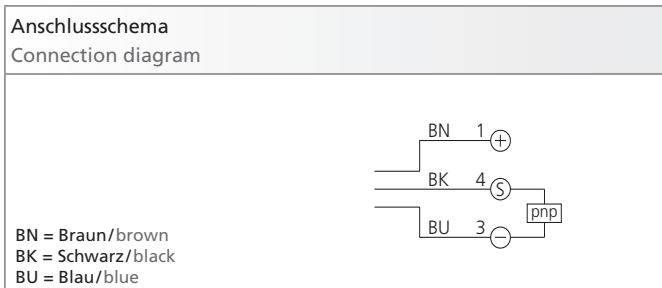 Anschlussschema
Connection diagram
BN 1 +
BK 4 S
pnp
BU 3 −
BN = Braun/brown
BK = Schwarz/black
BU = Blau/blue